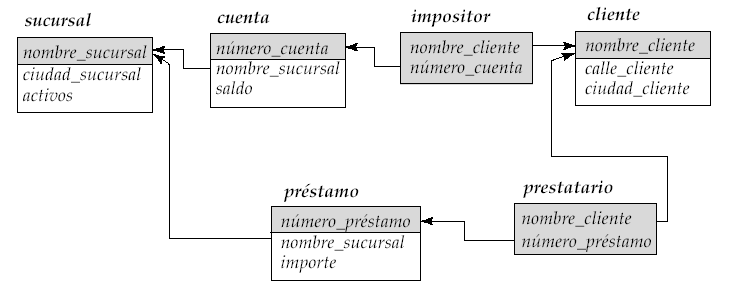 sucursal
nombre_sucursal
ciudad_sucursal
activos
cuenta
número_cuenta
nombre_sucursal
saldo
impositor
nombre_cliente
número_cuenta
cliente
nombre_cliente
calle_cliente
ciudad_cliente
préstamo
número_préstamo
nombre_sucursal
importe
prestatario
nombre_cliente
número_préstamo